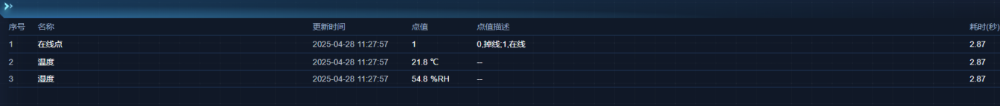 序号 名称 更新时间 点值 点值描述 耗时(秒)
1 在线点 2025-04-28 11:27:57 1 0,掉线;1,在线 2.87
2 温度 2025-04-28 11:27:57 21.8 ℃ -- 2.87
3 湿度 2025-04-28 11:27:57 54.8 %RH -- 2.87